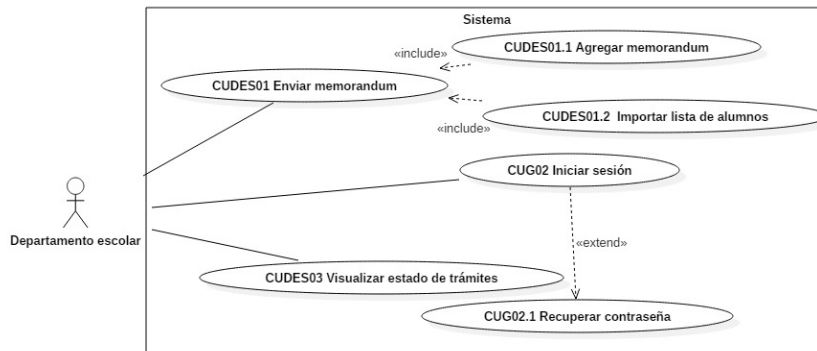 Sistema
CUDES01.1 Agregar memorandum
«include»
CUDES01 Enviar memorandum
CUDES01.2 Importar lista de alumnos
«include»
CUG02 Iniciar sesión
Departamento escolar
«extend»
CUDES03 Visualizar estado de trámites
CUG02.1 Recuperar contraseña